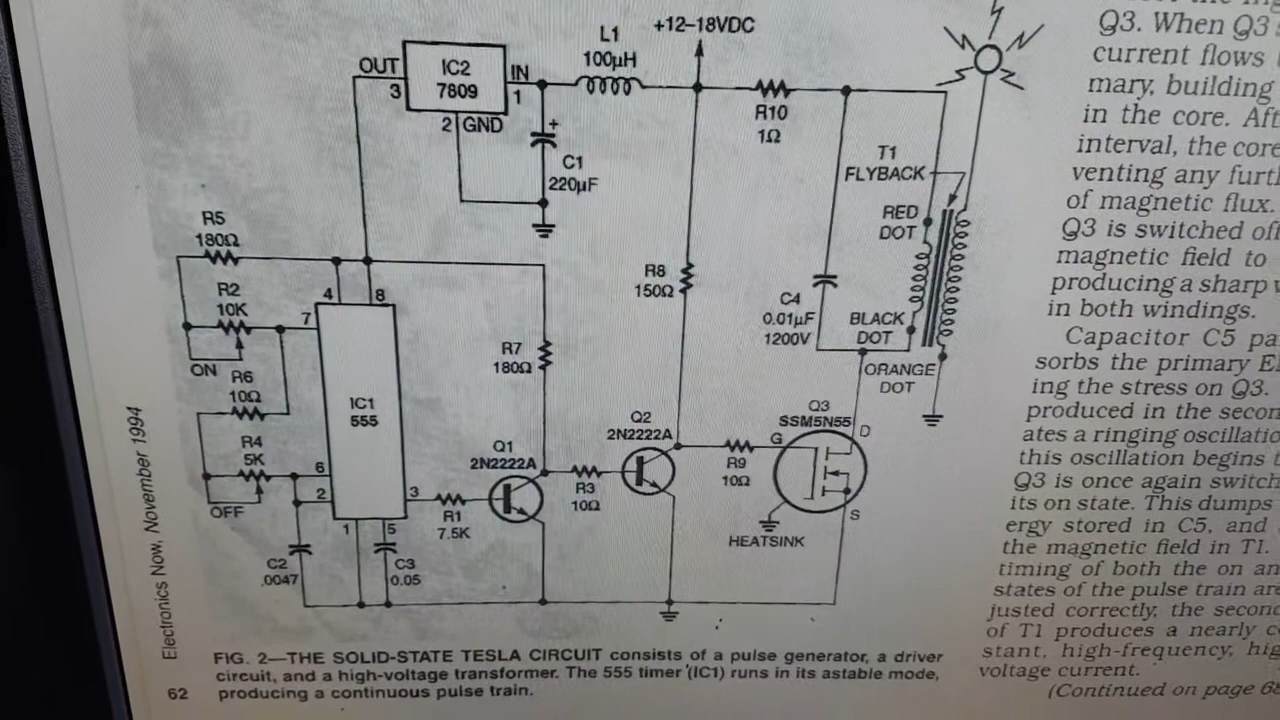 +12–18VDC
L1
100µH
OUT
3
IC2
7809
IN
1
2
GND
+
C1
220µF
R10
1Ω
T1
FLYBACK
RED
DOT
R5
180Ω
R2
10K
ON
4
8
7
R6
10Ω
R4
5K
OFF
IC1
555
6
2
3
1
5
R7
180Ω
R8
150Ω
C4
0.01µF
1200V
BLACK
DOT
ORANGE
DOT
Q1
2N2222A
Q2
2N2222A
Q3
SSM5N55
G
D
S
R1
7.5K
R3
10Ω
R9
10Ω
HEATSINK
C2
.0047
C3
0.05
Electronics Now, November 1994
FIG. 2—THE SOLID-STATE TESLA CIRCUIT consists of a pulse generator, a driver
circuit, and a high-voltage transformer. The 555 timer (IC1) runs in its astable mode,
producing a continuous pulse train.
62
Q3. When Q3
current flows
mary, building
in the core. Aft
interval, the core
venting any furt
of magnetic flux.
Q3 is switched off
magnetic field to
producing a sharp
in both windings.
Capacitor C5 pa
sorbs the primary E
ing the stress on Q3.
produced in the secon
ates a ringing oscillatio
this oscillation begins t
Q3 is once again switch
its on state. This dumps
ergy stored in C5, and
the magnetic field in T1.
timing of both the on an
states of the pulse train are
justed correctly, the second
of T1 produces a nearly c
stant, high-frequency, hig
voltage current.
(Continued on page 68